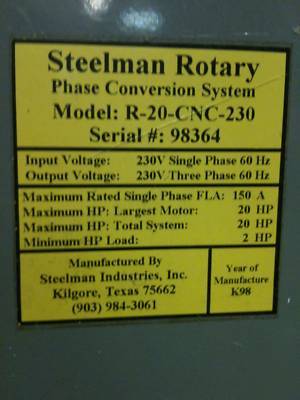 Steelman Rotary
Phase Conversion System
Model: R-20-CNC-230
Serial #: 98364
Input Voltage: 230V Single Phase 60 Hz
Output Voltage: 230V Three Phase 60 Hz
Maximum Rated Single Phase FLA: 150 A
Maximum HP: Largest Motor: 20 HP
Maximum HP: Total System: 20 HP
Minimum HP Load: 2 HP
Manufactured By
Steelman Industries, Inc.
Kilgore, Texas 75662
(903) 984-3061
Year of
Manufacture
K98